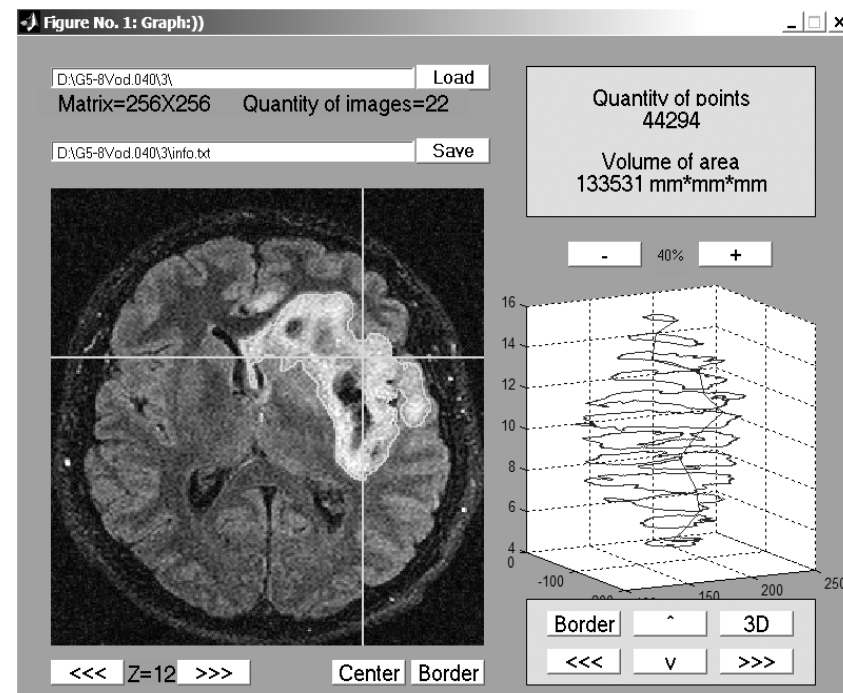 Figure No. 1: Graph:))
D:\G5-8Vod.040\3\
Load
Matrix=256X256 Quantity of images=22
D:\G5-8Vod.040\3\info.txt
Save
Quantity of points
44294
Volume of area
133531 mm*mm*mm
- 40% +
16
14
12
10
8
6
4
0
-100
150
200
250
<<< Z=12 >>> Center Border
Border ^ 3D
<<< v >>>